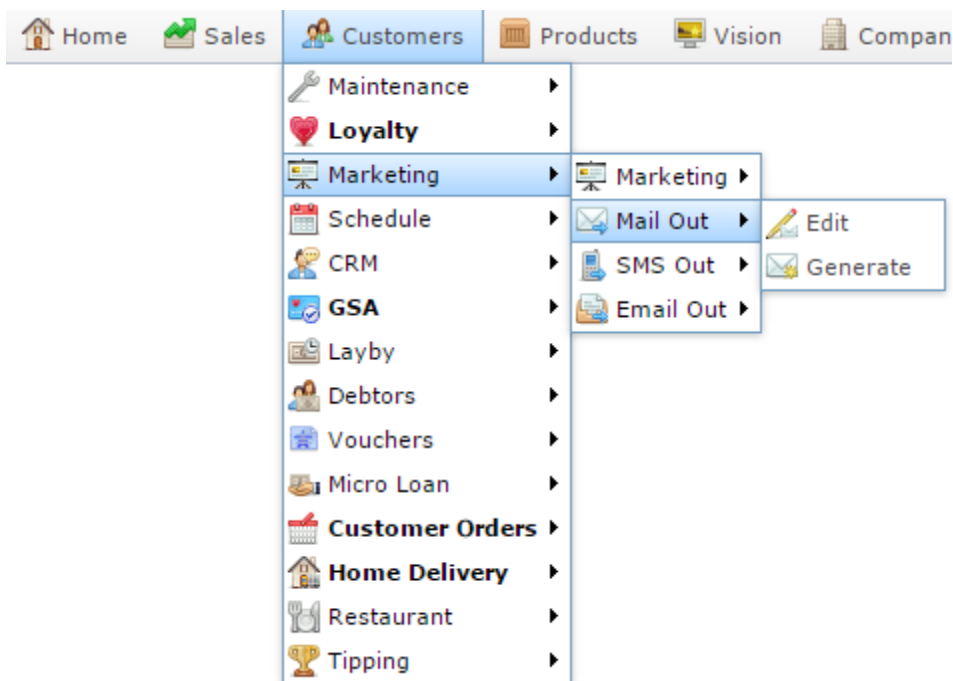 Home Sales Customers Products Vision Compan
Maintenance
Loyalty
Marketing Marketing
Schedule Mail Out Edit
CRM SMS Out Generate
GSA Email Out
Layby
Debtors
Vouchers
Micro Loan
Customer Orders
Home Delivery
Restaurant
Tipping